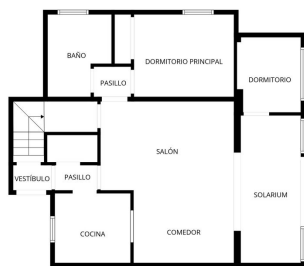 BAÑO
DORMITORIO PRINCIPAL
DORMITORIO
PASILLO
SALÓN
VESTÍBULO
PASILLO
SOLARIUM
COCINA
COMEDOR